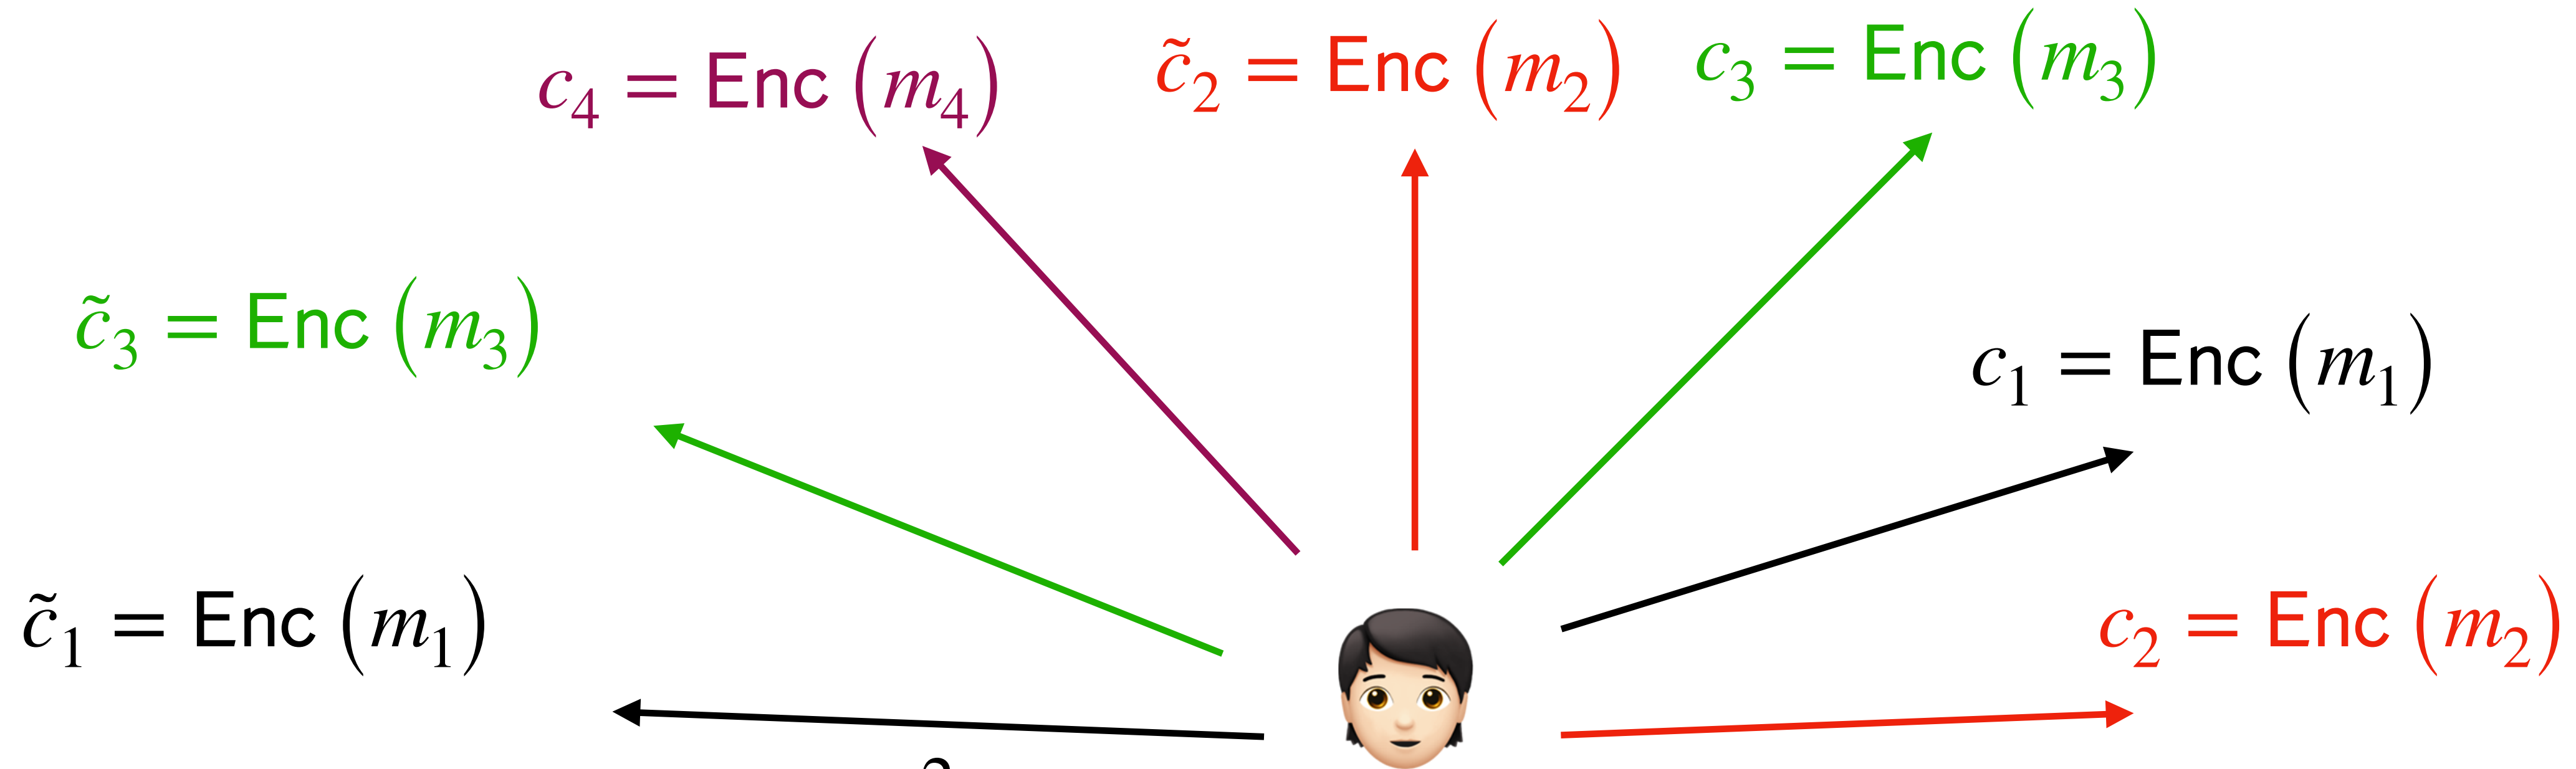 c₄ = Enc (m₄)
c̃₂ = Enc (m₂)
c₃ = Enc (m₃)
c̃₃ = Enc (m₃)
c₁ = Enc (m₁)
c̃₁ = Enc (m₁)
c₂ = Enc (m₂)